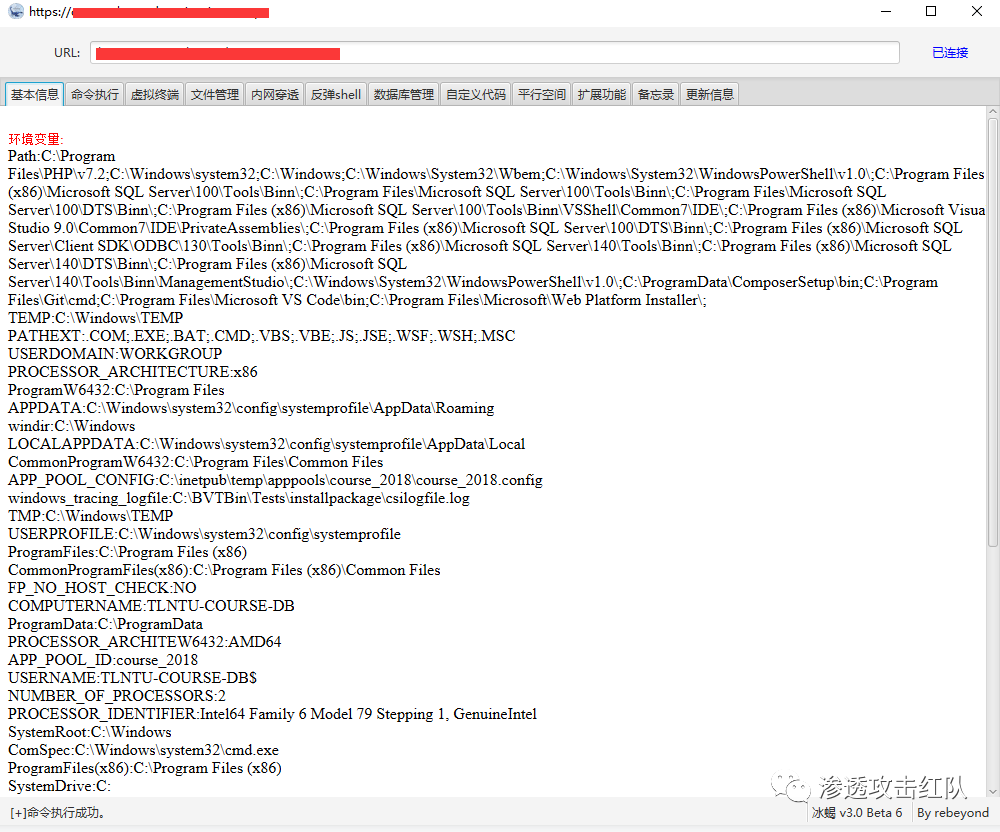 https://
URL:
已连接
基本信息 命令执行 虚拟终端 文件管理 内网穿透 反弹shell 数据库管理 自定义代码 平行空间 扩展功能 备忘录 更新信息
环境变量:
Path:C:\Program
Files\PHP\v7.2;C:\Windows\system32;C:\Windows;C:\Windows\System32\Wbem;C:\Windows\System32\WindowsPowerShell\v1.0\;C:\Program Files
(x86)\Microsoft SQL Server\100\Tools\Binn\;C:\Program Files\Microsoft SQL Server\100\Tools\Binn\;C:\Program Files\Microsoft SQL
Server\100\DTS\Binn\;C:\Program Files (x86)\Microsoft SQL Server\100\Tools\Binn\VSShell\Common7\IDE\;C:\Program Files (x86)\Microsoft Visua
Studio 9.0\Common7\IDE\PrivateAssemblies\;C:\Program Files (x86)\Microsoft SQL Server\100\DTS\Binn\;C:\Program Files\Microsoft SQL
Server\Client SDK\ODBC\130\Tools\Binn\;C:\Program Files (x86)\Microsoft SQL Server\140\Tools\Binn\;C:\Program Files (x86)\Microsoft SQL
Server\140\DTS\Binn\;C:\Program Files (x86)\Microsoft SQL
Server\140\Tools\Binn\ManagementStudio\;C:\Windows\System32\WindowsPowerShell\v1.0\;C:\ProgramData\ComposerSetup\bin;C:\Program
Files\Git\cmd;C:\Program Files\Microsoft VS Code\bin;C:\Program Files\Microsoft\Web Platform Installer\;
TEMP:C:\Windows\TEMP
PATHEXT:.COM;.EXE;.BAT;.CMD;.VBS;.VBE;.JS;.JSE;.WSF;.WSH;.MSC
USERDOMAIN:WORKGROUP
PROCESSOR_ARCHITECTURE:x86
ProgramW6432:C:\Program Files
APPDATA:C:\Windows\system32\config\systemprofile\AppData\Roaming
windir:C:\Windows
LOCALAPPDATA:C:\Windows\system32\config\systemprofile\AppData\Local
CommonProgramW6432:C:\Program Files\Common Files
APP_POOL_CONFIG:C:\inetpub\temp\apppools\course_2018\course_2018.config
windows_tracing_logfile:C:\BVTBin\Tests\installpackage\csilogfile.log
TMP:C:\Windows\TEMP
USERPROFILE:C:\Windows\system32\config\systemprofile
ProgramFiles:C:\Program Files (x86)
CommonProgramFiles(x86):C:\Program Files (x86)\Common Files
FP_NO_HOST_CHECK:NO
COMPUTERNAME:TLNTU-COURSE-DB
ProgramData:C:\ProgramData
PROCESSOR_ARCHITEW6432:AMD64
APP_POOL_ID:course_2018
USERNAME:TLNTU-COURSE-DB$
NUMBER_OF_PROCESSORS:2
PROCESSOR_IDENTIFIER:Intel64 Family 6 Model 79 Stepping 1, GenuineIntel
SystemRoot:C:\Windows
ComSpec:C:\Windows\system32\cmd.exe
ProgramFiles(x86):C:\Program Files (x86)
SystemDrive:C:
渗透攻击红队
[+]命令执行成功。 冰蝎 v3.0 Beta 6 By rebeyond